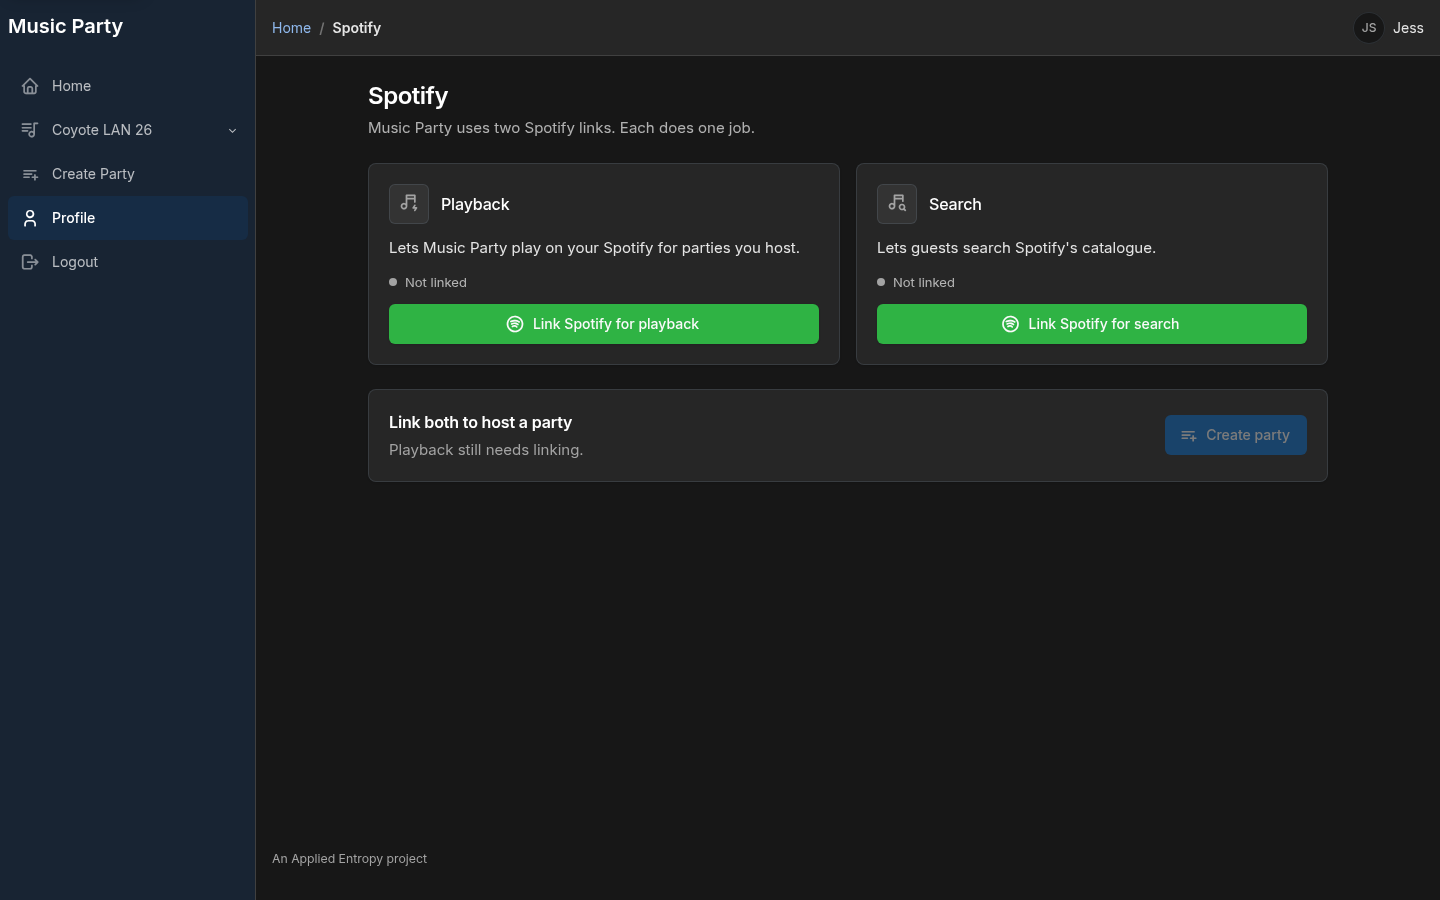 Music Party
Home / Spotify
JS Jess
Home
Coyote LAN 26
Create Party
Profile
Logout
Spotify
Music Party uses two Spotify links. Each does one job.
Playback
Lets Music Party play on your Spotify for parties you host.
Not linked
Link Spotify for playback
Search
Lets guests search Spotify's catalogue.
Not linked
Link Spotify for search
Link both to host a party
Playback still needs linking.
Create party
An Applied Entropy project